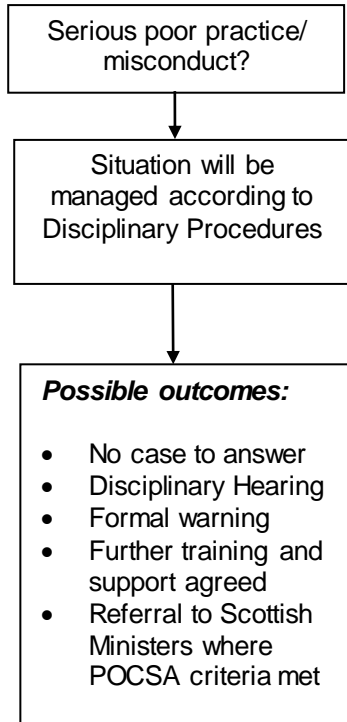 Serious poor practice/
misconduct?
Situation will be
managed according to
Disciplinary Procedures
Possible outcomes:
• No case to answer
• Disciplinary Hearing
• Formal warning
• Further training and
support agreed
• Referral to Scottish
Ministers where
POCSA criteria met